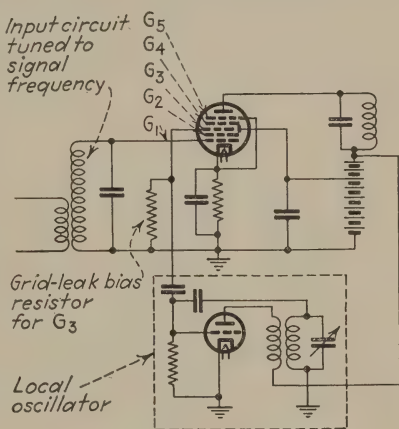 Input circuit
tuned to
signal
frequency
G5
G4
G3
G2
G1
Grid-leak bias
resistor
for G3
Local
oscillator